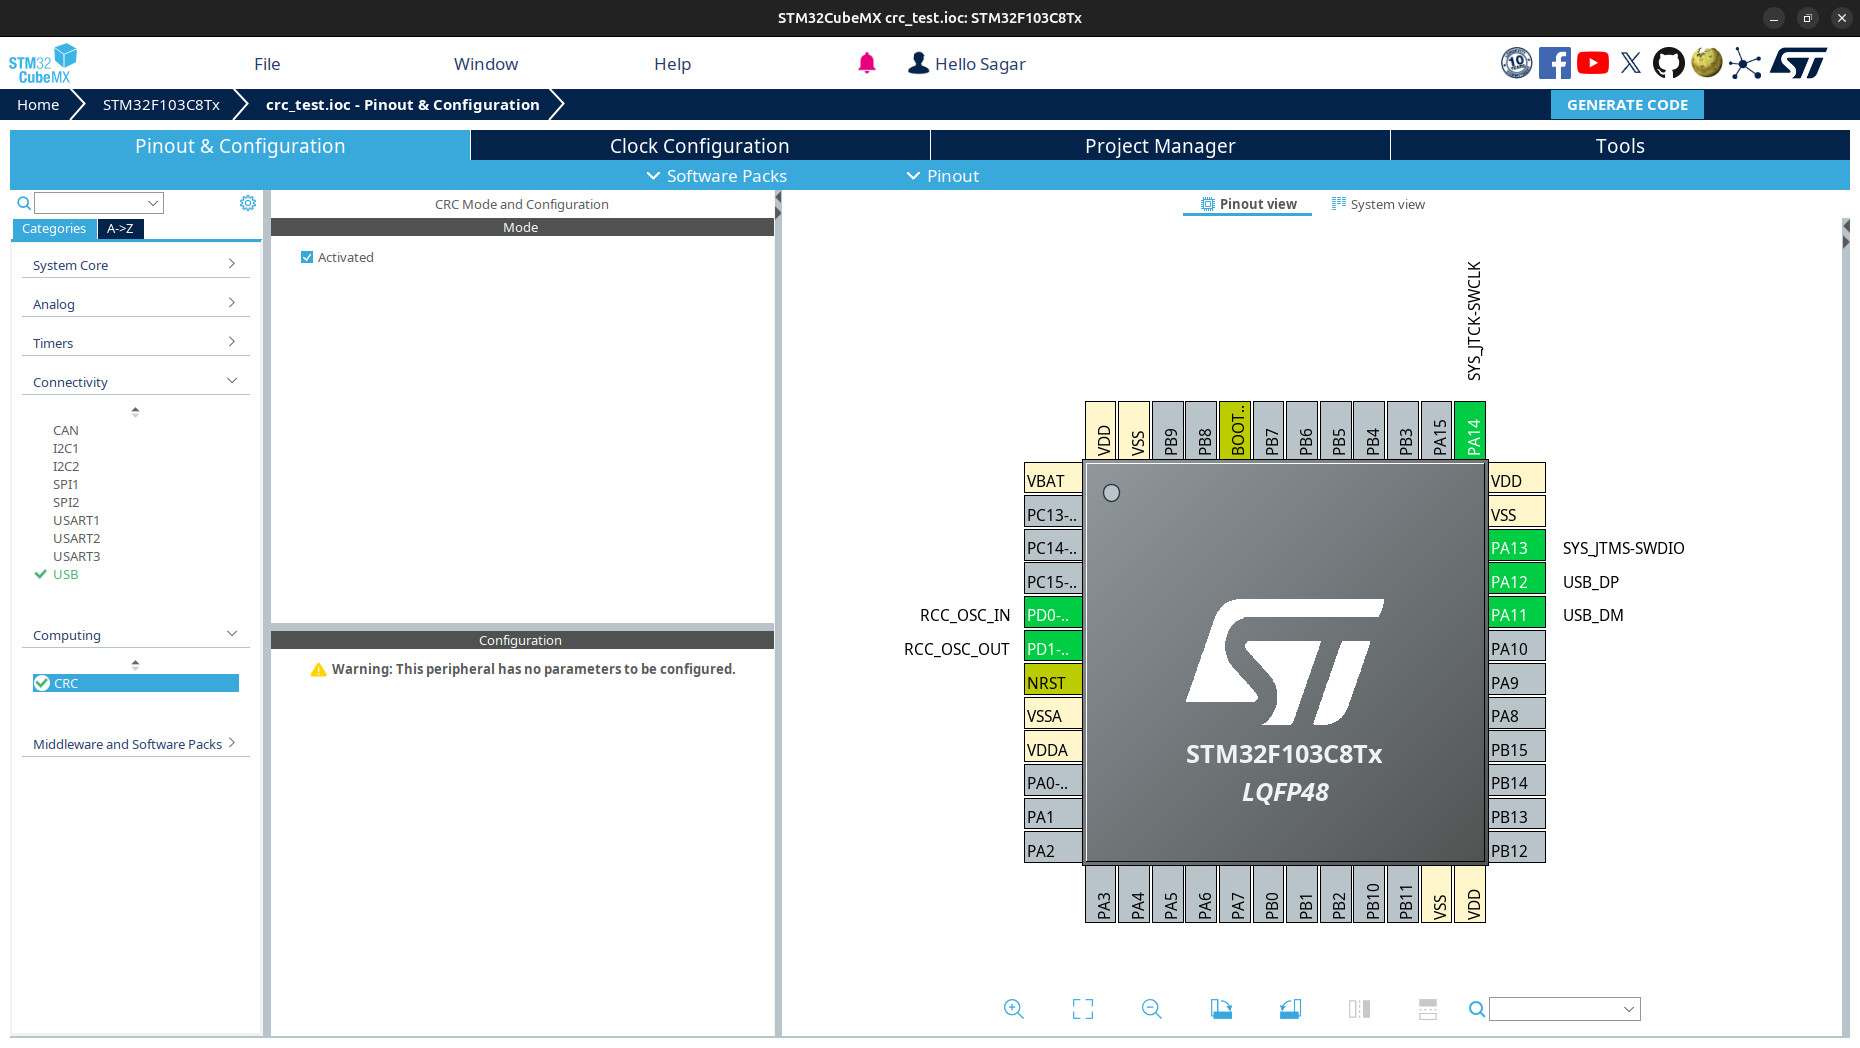 STM32CubeMX crc_test.ioc: STM32F103C8Tx
STM32 CubeMX
File
Window
Help
Hello Sagar
10
Home
STM32F103C8Tx
crc_test.ioc - Pinout & Configuration
GENERATE CODE
Pinout & Configuration
Clock Configuration
Project Manager
Tools
Software Packs
Pinout
Categories
A->Z
System Core
Analog
Timers
Connectivity
CAN
I2C1
I2C2
SPI1
SPI2
USART1
USART2
USART3
USB
Computing
CRC
Middleware and Software Packs
CRC Mode and Configuration
Mode
Activated
Configuration
Warning: This peripheral has no parameters to be configured.
Pinout view
System view
SYS_JTCK-SWCLK
VDD
VSS
PB9
PB8
BOOT..
PB7
PB6
PB5
PB4
PB3
PA15
PA14
VBAT
PC13-..
PC14-..
PC15-..
RCC_OSC_IN
PD0-..
RCC_OSC_OUT
PD1-..
NRST
VSSA
VDDA
PA0-..
PA1
PA2
STM32F103C8Tx
LQFP48
VDD
VSS
PA13
SYS_JTMS-SWDIO
PA12
USB_DP
PA11
USB_DM
PA10
PA9
PA8
PB15
PB14
PB13
PB12
PA3
PA4
PA5
PA6
PA7
PB0
PB1
PB2
PB10
PB11
VSS
VDD